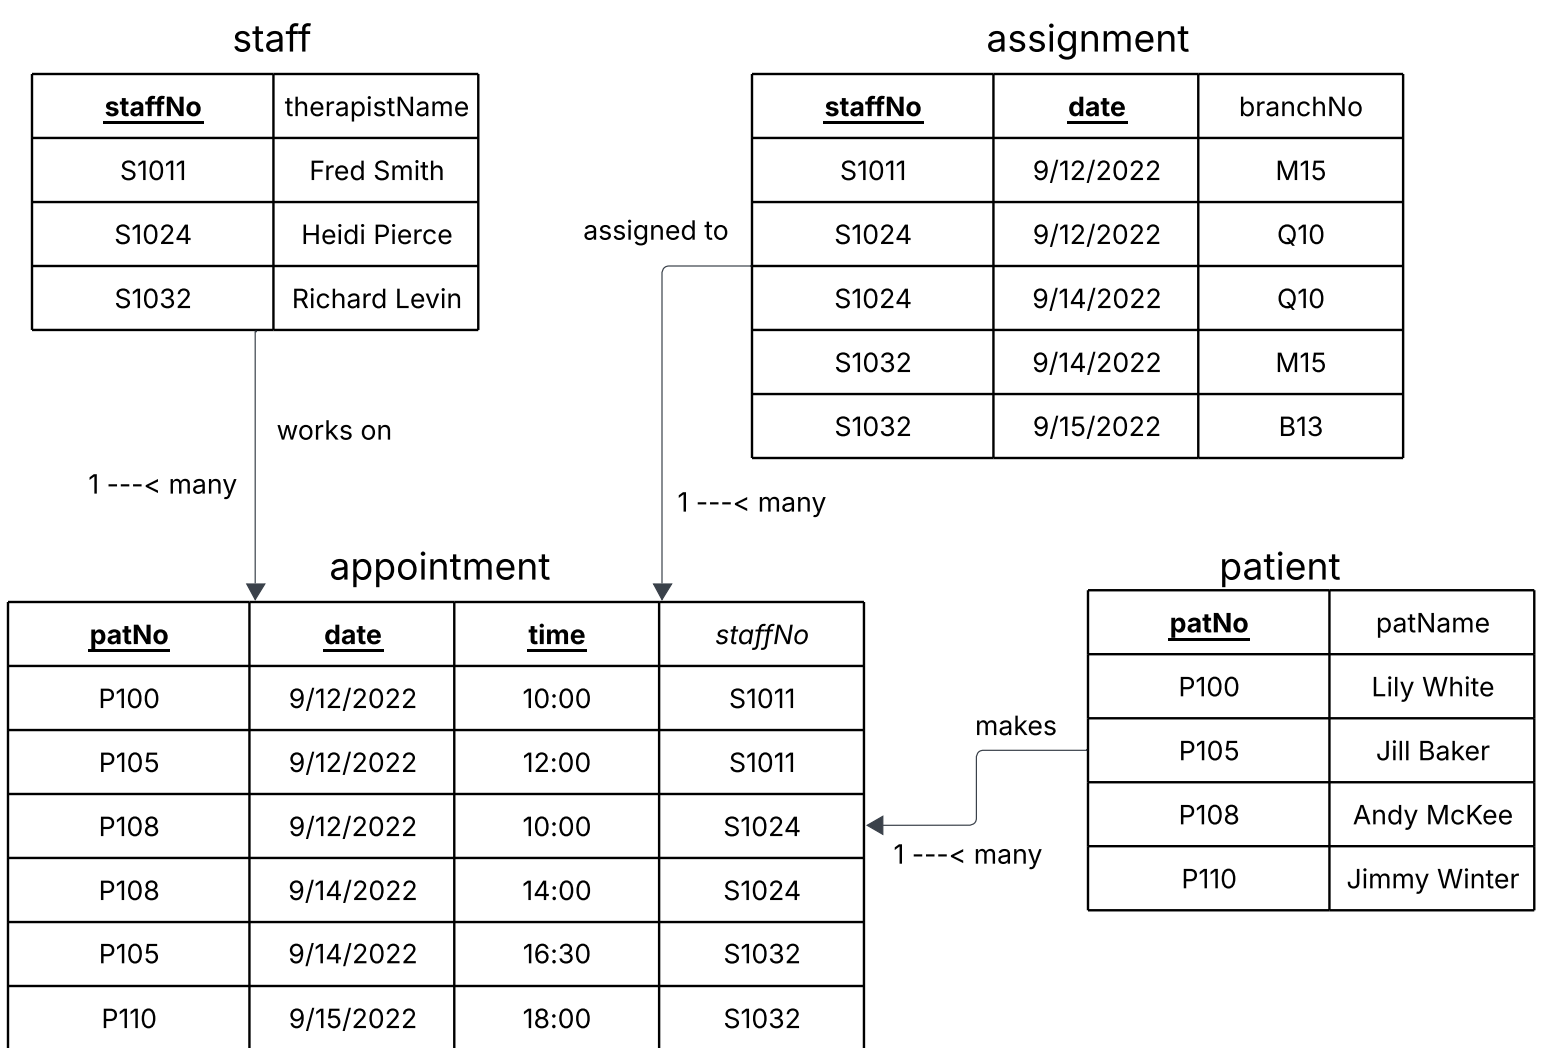 staff
staffNo therapistName
S1011 Fred Smith
S1024 Heidi Pierce
S1032 Richard Levin
assignment
staffNo date branchNo
S1011 9/12/2022 M15
S1024 9/12/2022 Q10
S1024 9/14/2022 Q10
S1032 9/14/2022 M15
S1032 9/15/2022 B13
assigned to
works on
1 ---< many
1 ---< many
appointment
patNo date time staffNo
P100 9/12/2022 10:00 S1011
P105 9/12/2022 12:00 S1011
P108 9/12/2022 10:00 S1024
P108 9/14/2022 14:00 S1024
P105 9/14/2022 16:30 S1032
P110 9/15/2022 18:00 S1032
makes
1 ---< many
patient
patNo patName
P100 Lily White
P105 Jill Baker
P108 Andy McKee
P110 Jimmy Winter